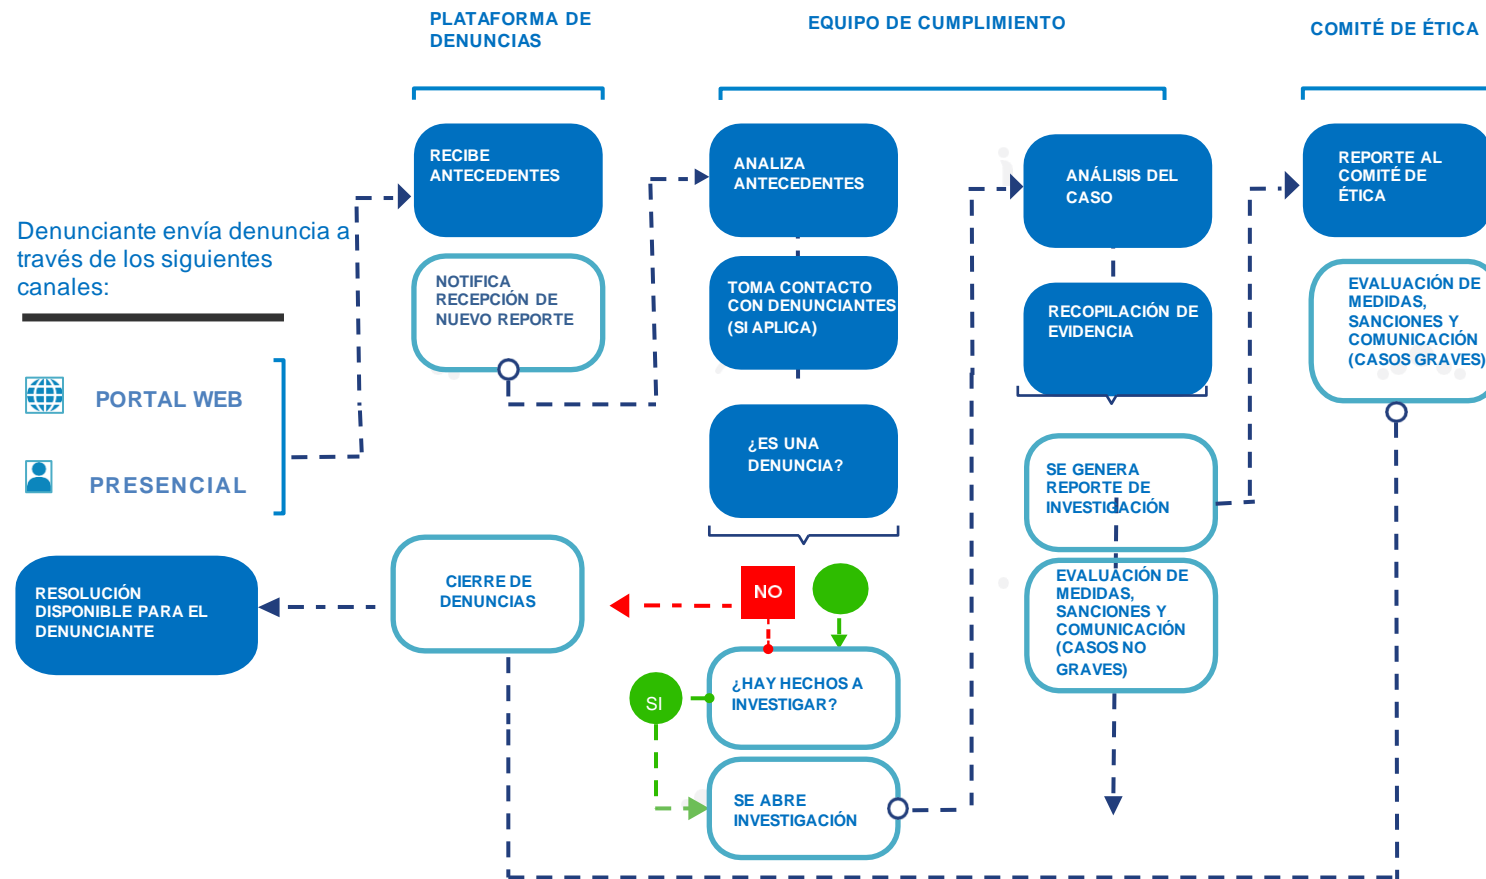 PLATAFORMA DE
DENUNCIAS
EQUIPO DE CUMPLIMIENTO
COMITÉ DE ÉTICA
Denunciante envía denuncia a
través de los siguientes
canales:
PORTAL WEB
PRESENCIAL
RECIBE
ANTECEDENTES
NOTIFICA
RECEPCIÓN DE
NUEVO REPORTE
ANALIZA
ANTECEDENTES
TOMA CONTACTO
CON DENUNCIANTES
(SI APLICA)
¿ES UNA
DENUNCIA?
NO
¿HAY HECHOS A
INVESTIGAR?
SI
SE ABRE
INVESTIGACIÓN
ANÁLISIS DEL
CASO
RECOPILACIÓN DE
EVIDENCIA
SE GENERA
REPORTE DE
INVESTIGACIÓN
EVALUACIÓN DE
MEDIDAS,
SANCIONES Y
COMUNICACIÓN
(CASOS NO
GRAVES)
REPORTE AL
COMITÉ DE
ÉTICA
EVALUACIÓN DE
MEDIDAS,
SANCIONES Y
COMUNICACIÓN
(CASOS GRAVES)
CIERRE DE
DENUNCIAS
RESOLUCIÓN
DISPONIBLE PARA EL
DENUNCIANTE